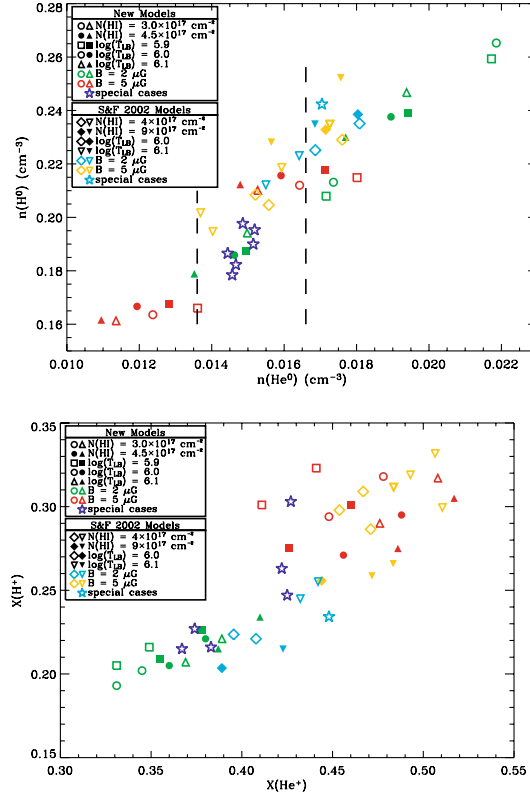 New Models
N(HI) = 3.0×10¹⁷ cm⁻²
N(HI) = 4.5×10¹⁷ cm⁻²
log(T_LB) = 5.9
log(T_LB) = 6.0
log(T_LB) = 6.1
B = 2 μG
B = 5 μG
special cases
S&F 2002 Models
N(HI) = 4×10¹⁷ cm⁻²
N(HI) = 9×10¹⁷ cm⁻²
log(T_LB) = 6.0
log(T_LB) = 6.1
B = 2 μG
B = 5 μG
special cases
0.28
0.26
0.24
0.22
0.20
0.18
0.16
n(H⁰) (cm⁻³)
0.010 0.012 0.014 0.016 0.018 0.020 0.022
n(He⁰) (cm⁻³)
New Models
N(HI) = 3.0×10¹⁷ cm⁻²
N(HI) = 4.5×10¹⁷ cm⁻²
log(T_LB) = 5.9
log(T_LB) = 6.0
log(T_LB) = 6.1
B = 2 μG
B = 5 μG
special cases
S&F 2002 Models
N(HI) = 4×10¹⁷ cm⁻²
N(HI) = 9×10¹⁷ cm⁻²
log(T_LB) = 6.0
log(T_LB) = 6.1
B = 2 μG
B = 5 μG
special cases
0.35
0.30
0.25
0.20
0.15
X(H⁺)
0.30 0.35 0.40 0.45 0.50
X(He⁺)